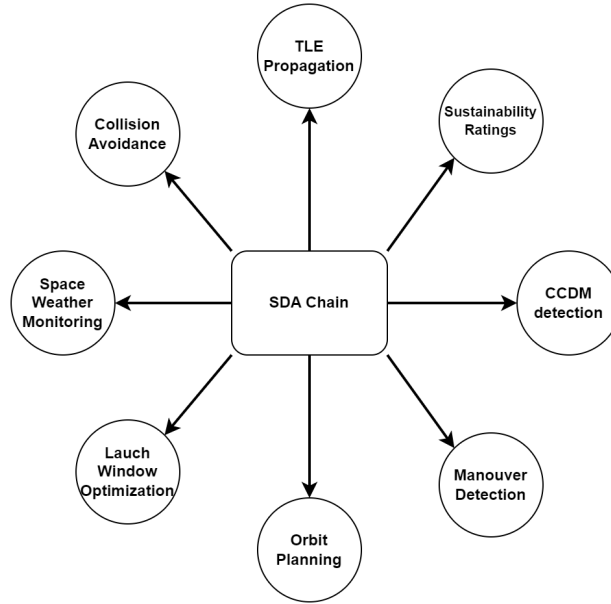 TLE
Propagation
Sustainability
Ratings
Collision
Avoidance
Space
Weather
Monitoring
SDA Chain
CCDM
detection
Lauch
Window
Optimization
Manouver
Detection
Orbit
Planning